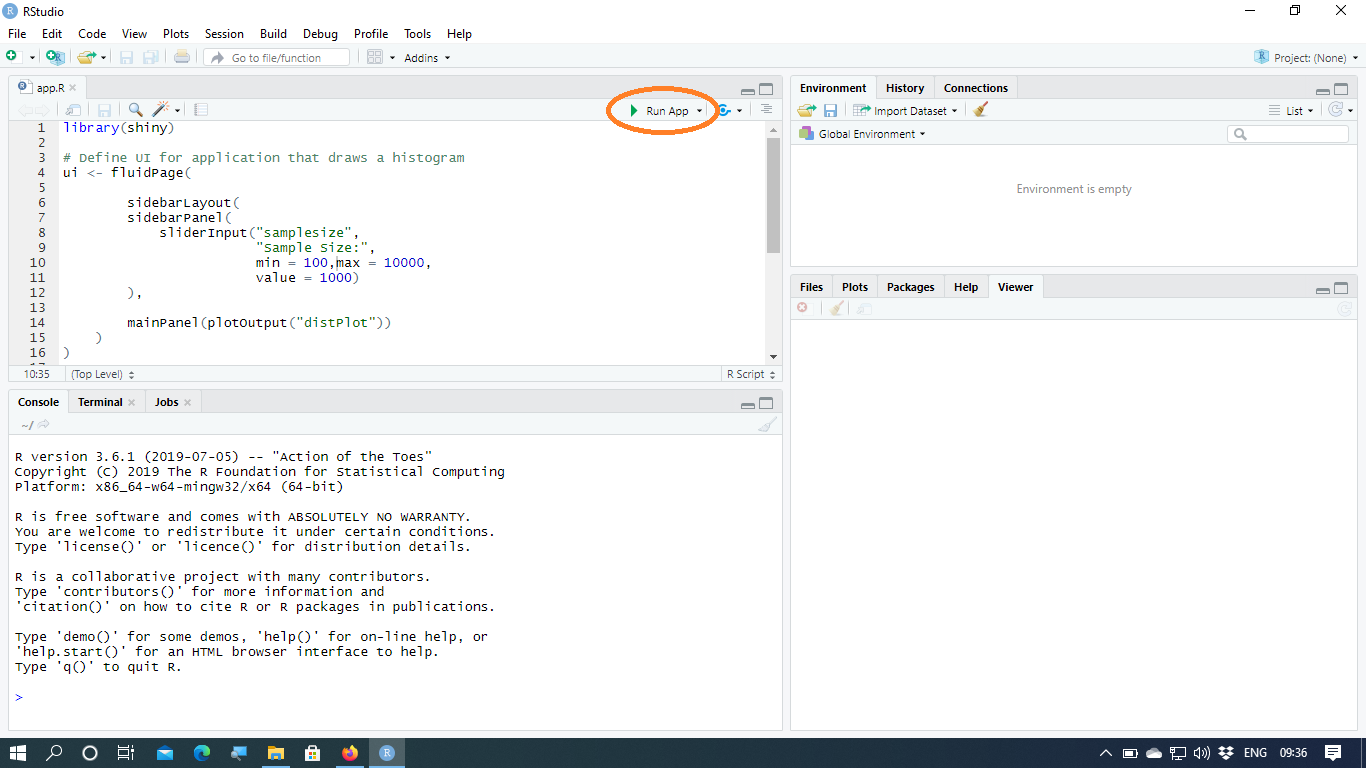 RStudio
File Edit Code View Plots Session Build Debug Profile Tools Help
Go to file/function Addins Project: (None)
app.R
Run App
1 library(shiny)
2
3 # Define UI for application that draws a histogram
4 ui <- fluidPage(
5
6 sidebarLayout(
7 sidebarPanel(
8 sliderInput("samplesize",
9 "Sample Size:",
10 min = 100,max = 10000,
11 value = 1000)
12 ),
13
14 mainPanel(plotOutput("distPlot"))
15 )
16 )
10:35 (Top Level) R Script
Console Terminal Jobs
~/
R version 3.6.1 (2019-07-05) -- "Action of the Toes"
Copyright (C) 2019 The R Foundation for Statistical Computing
Platform: x86_64-w64-mingw32/x64 (64-bit)
R is free software and comes with ABSOLUTELY NO WARRANTY.
You are welcome to redistribute it under certain conditions.
Type 'license()' or 'licence()' for distribution details.
R is a collaborative project with many contributors.
Type 'contributors()' for more information and
'citation()' on how to cite R or R packages in publications.
Type 'demo()' for some demos, 'help()' for on-line help, or
'help.start()' for an HTML browser interface to help.
Type 'q()' to quit R.
>
Environment History Connections
Import Dataset List
Global Environment
Environment is empty
Files Plots Packages Help Viewer
ENG 09:36